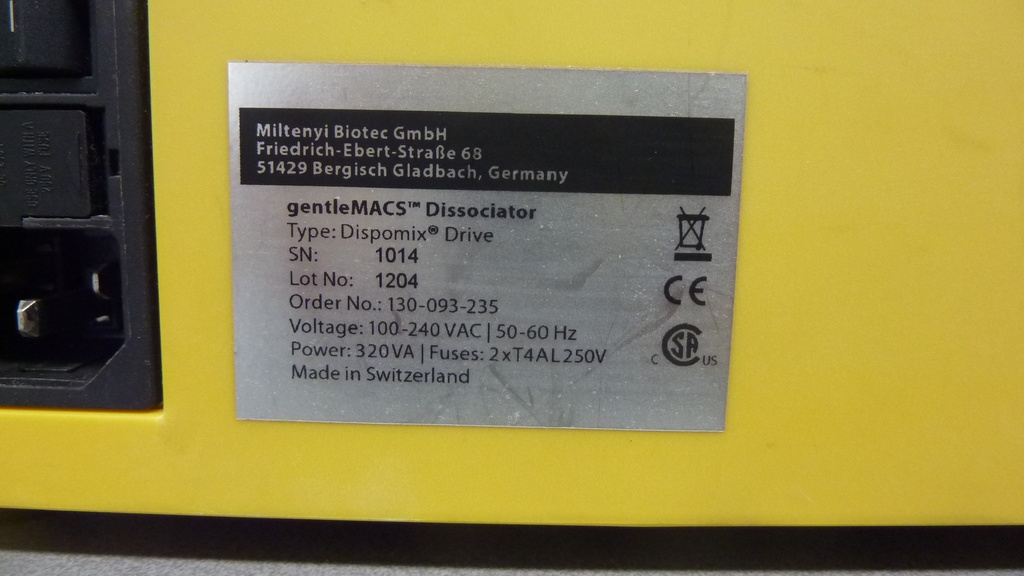 Miltenyi Biotec GmbH
Friedrich-Ebert-Straße 68
51429 Bergisch Gladbach, Germany
gentleMACS™ Dissociator
Type: Dispomix® Drive
SN: 1014
Lot No: 1204
Order No.: 130-093-235
Voltage: 100-240 VAC | 50-60 Hz
Power: 320VA | Fuses: 2xT4AL250V
Made in Switzerland
CE
C SA US